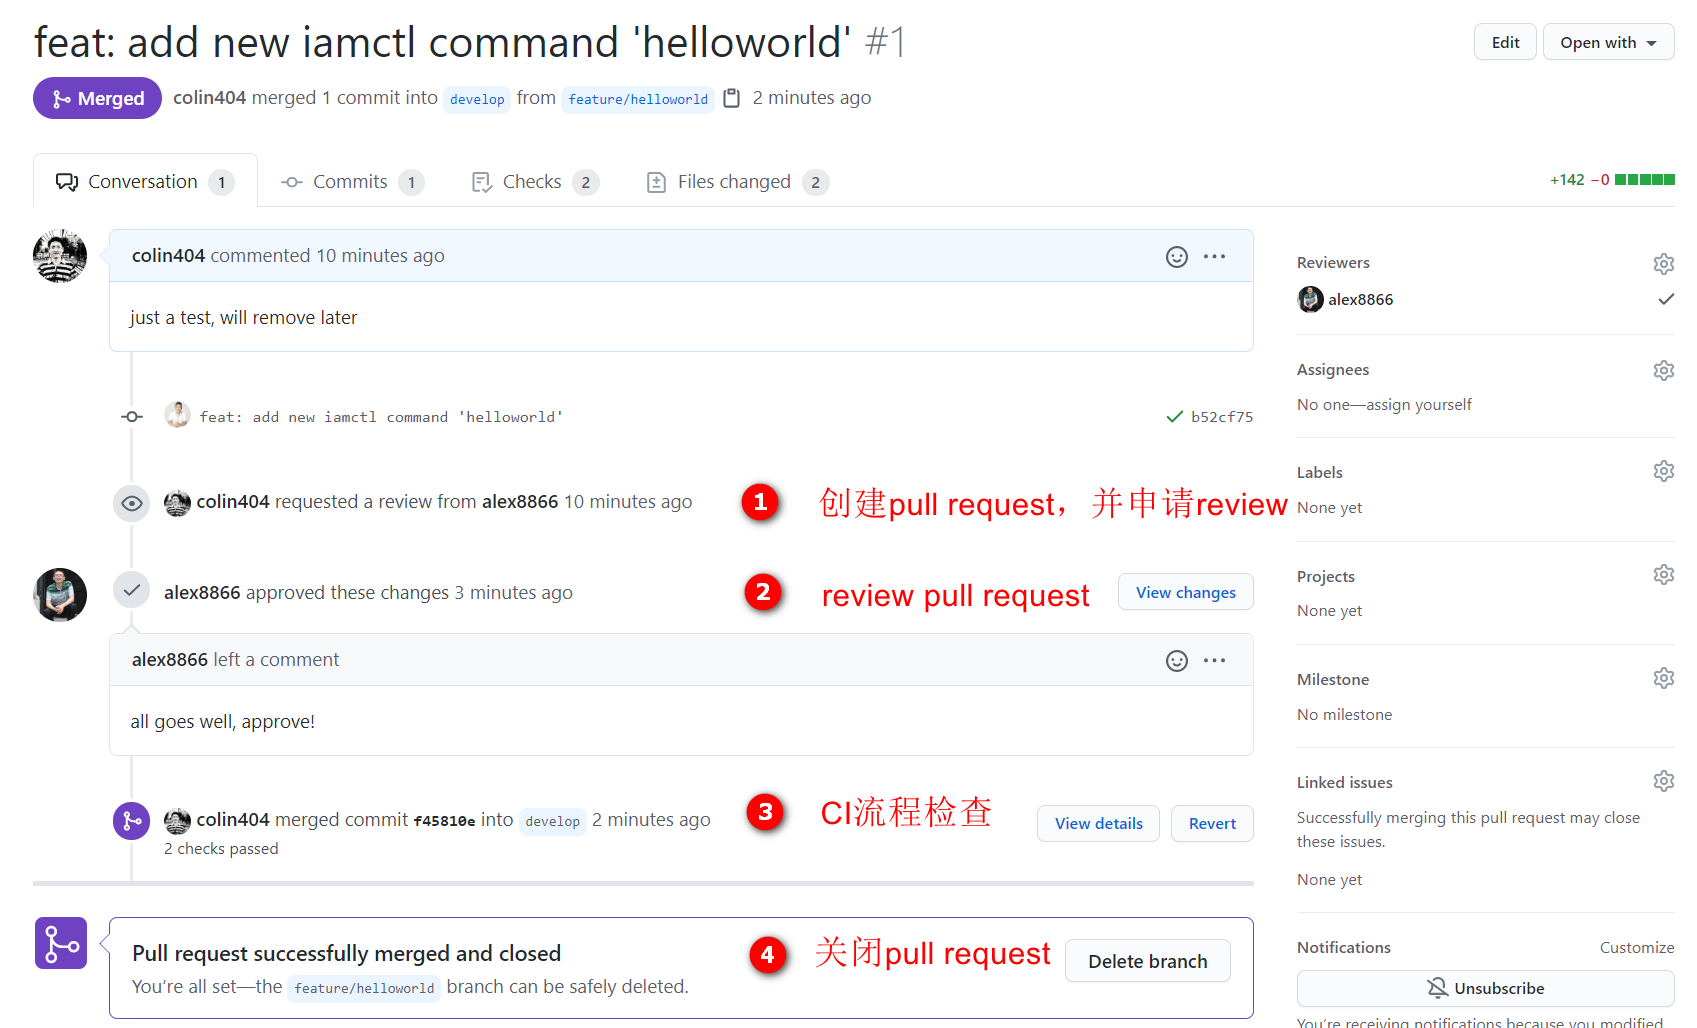 feat: add new iamctl command 'helloworld' #1
Edit
Open with
Merged
colin404 merged 1 commit into develop from feature/helloworld 2 minutes ago
Conversation 1
Commits 1
Checks 2
Files changed 2
+142 −0
colin404 commented 10 minutes ago
just a test, will remove later
feat: add new iamctl command 'helloworld'
b52cf75
colin404 requested a review from alex8866 10 minutes ago
1 创建pull request，并申请review
alex8866 approved these changes 3 minutes ago
2 review pull request
View changes
alex8866 left a comment
all goes well, approve!
colin404 merged commit f45810e into develop 2 minutes ago
2 checks passed
3 CI流程检查
View details
Revert
Pull request successfully merged and closed
You’re all set—the feature/helloworld branch can be safely deleted.
4 关闭pull request
Delete branch
Reviewers
alex8866
Assignees
No one—assign yourself
Labels
None yet
Projects
None yet
Milestone
No milestone
Linked issues
Successfully merging this pull request may close
these issues.
None yet
Notifications
Customize
Unsubscribe
You’re receiving notifications because you modified